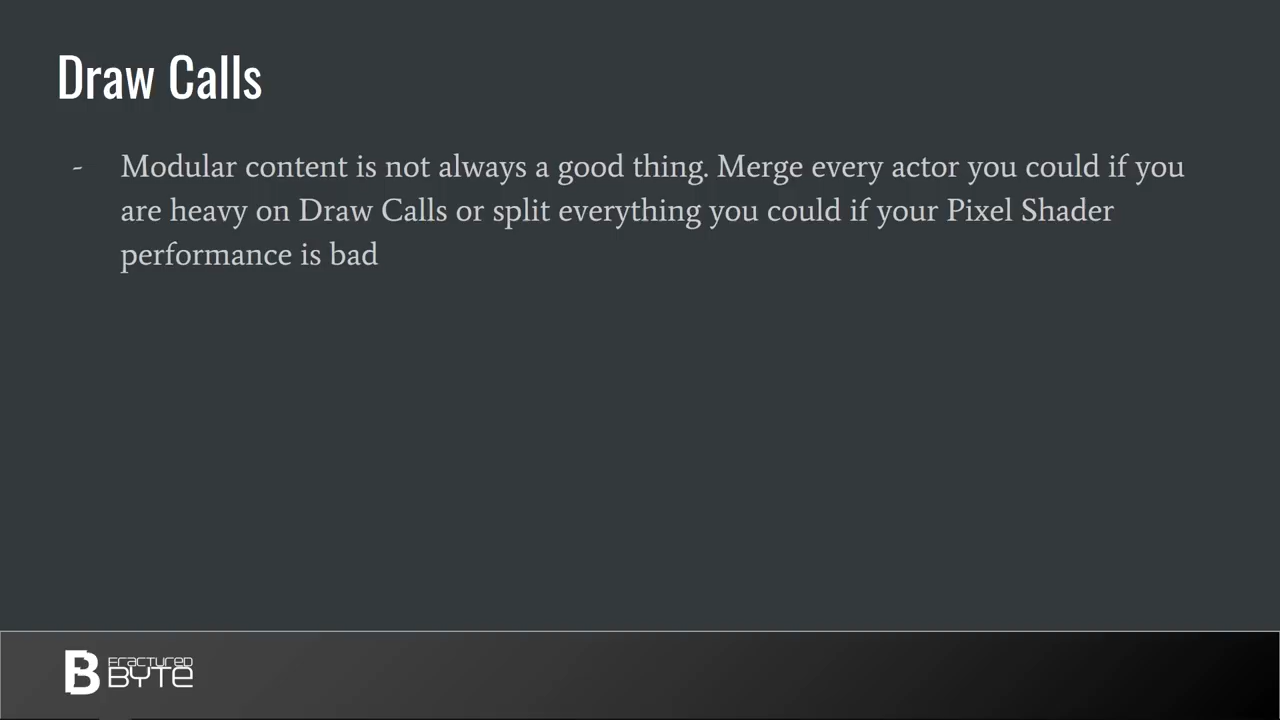 Draw Calls
- Modular content is not always a good thing. Merge every actor you could if you
are heavy on Draw Calls or split everything you could if your Pixel Shader
performance is bad
B Fractured
BYTE